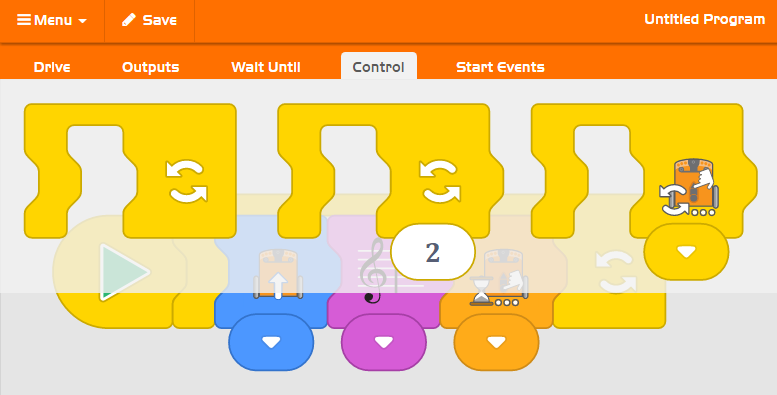 Menu Save Untitled Program
Drive Outputs Wait Until Control Start Events
2